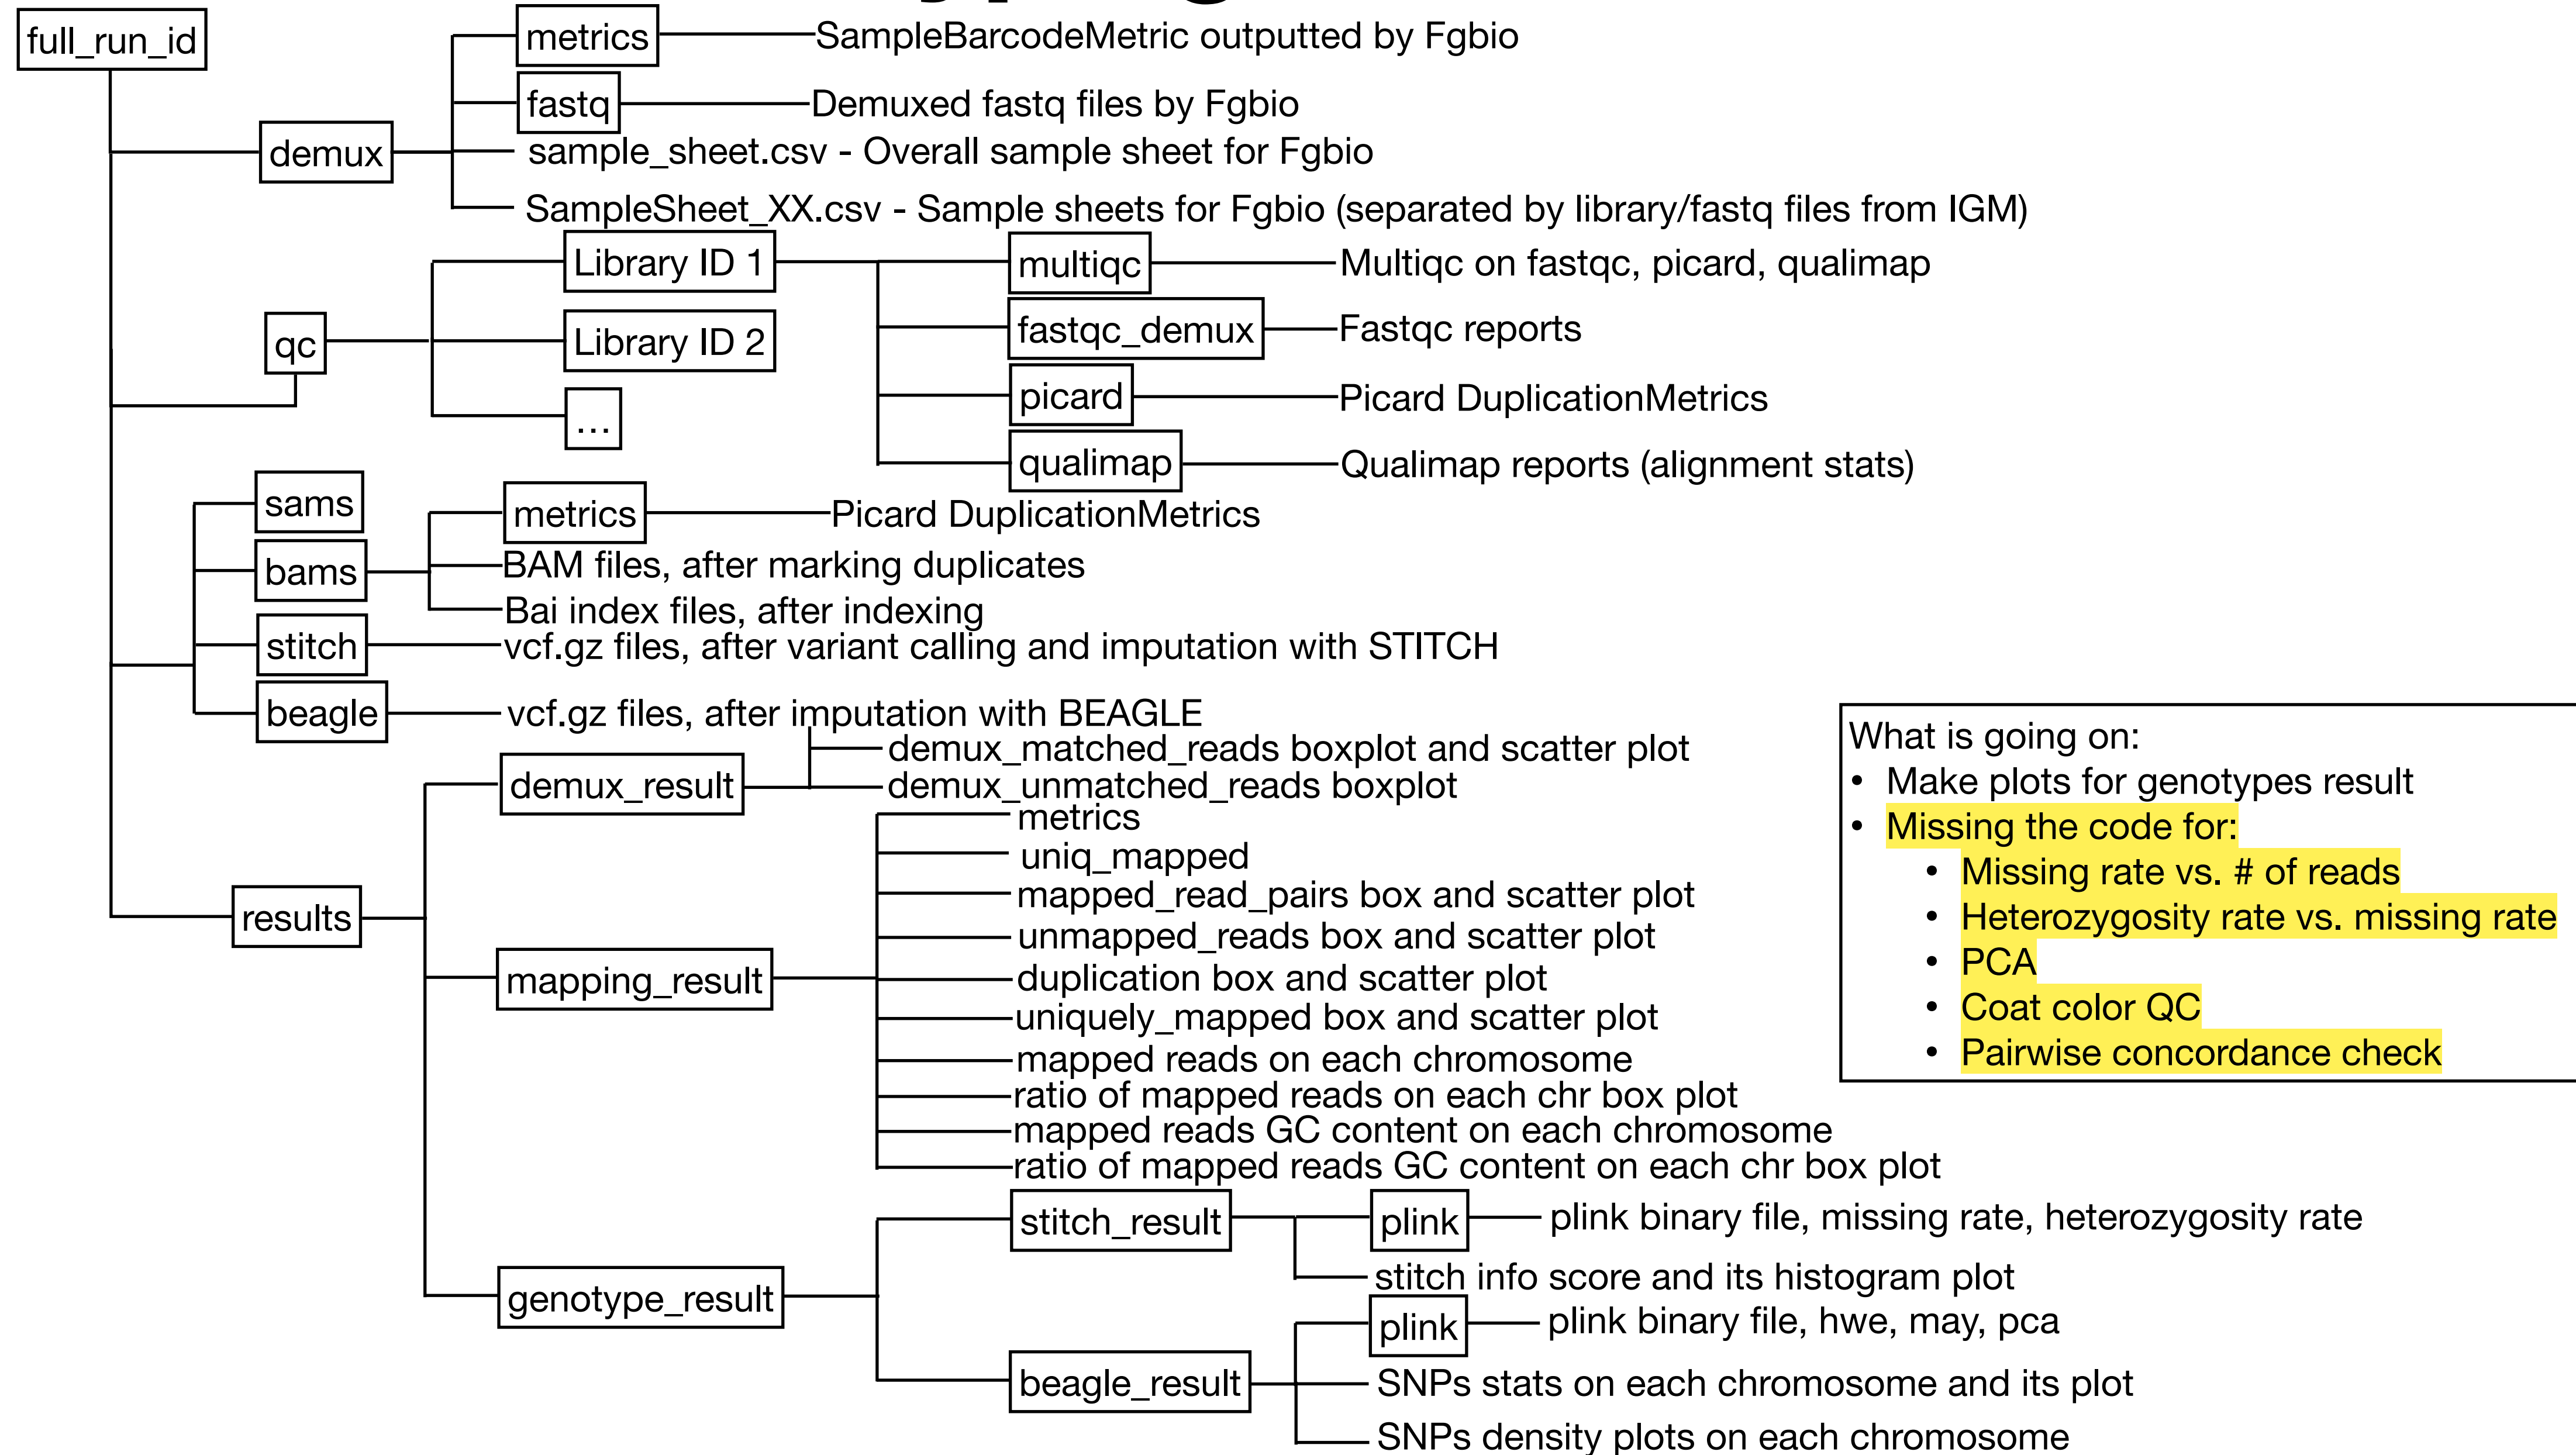 full_run_id
metrics
SampleBarcodeMetric outputted by Fgbio
fastq
Demuxed fastq files by Fgbio
demux
sample_sheet.csv - Overall sample sheet for Fgbio
SampleSheet_XX.csv - Sample sheets for Fgbio (separated by library/fastq files from IGM)
Library ID 1
multiqc
Multiqc on fastqc, picard, qualimap
fastqc_demux
Fastqc reports
qc
Library ID 2
picard
Picard DuplicationMetrics
...
qualimap
Qualimap reports (alignment stats)
sams
metrics
Picard DuplicationMetrics
bams
BAM files, after marking duplicates
Bai index files, after indexing
stitch
vcf.gz files, after variant calling and imputation with STITCH
beagle
vcf.gz files, after imputation with BEAGLE
demux_result
demux_matched_reads boxplot and scatter plot
demux_unmatched_reads boxplot
results
mapping_result
metrics
uniq_mapped
mapped_read_pairs box and scatter plot
unmapped_reads box and scatter plot
duplication box and scatter plot
uniquely_mapped box and scatter plot
mapped reads on each chromosome
ratio of mapped reads on each chr box plot
mapped reads GC content on each chromosome
ratio of mapped reads GC content on each chr box plot
genotype_result
stitch_result
plink
plink binary file, missing rate, heterozygosity rate
stitch info score and its histogram plot
beagle_result
plink
plink binary file, hwe, may, pca
SNPs stats on each chromosome and its plot
SNPs density plots on each chromosome
What is going on:
• Make plots for genotypes result
• Missing the code for:
• Missing rate vs. # of reads
• Heterozygosity rate vs. missing rate
• PCA
• Coat color QC
• Pairwise concordance check